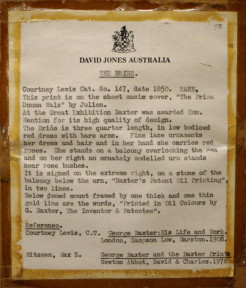 DAVID JONES AUSTRALIA
THE BRIDE.
Courtney Lewis Cat. No. 147, date 1850. RARE.
This print is on the sheet music cover, "The Prima
Donna Wals" by Julien.
At the Great Exhibition Baxter was awarded Hon.
Mention for its high quality of design.
The Bride is three quarter length, in low bodiced
red dress with bare arms. Fine lace ornaments
her dress and hair and in her hand she carries red
roses. She stands on a balcony overlooking the sea
and on her right an ornately modelled urn stands
near rose bushes.
It is signed on the extreme right, on a stone of the
balcony below the urn, "Baxter's Patent Oil Printing"
in two lines.
Below domed mount framed by one thick and one thin
gold line are the words, "Printed in Oil Colours by
G. Baxter, The Inventor & Patentee".
Reference.
Courtney Lewis, C.T. George Baxter: His Life and Work.
London, Sampson Low, Marston. 1908.
Mitzman, Max E. George Baxter and the Baxter Prints
Newton Abbot, David & Charles. 1978